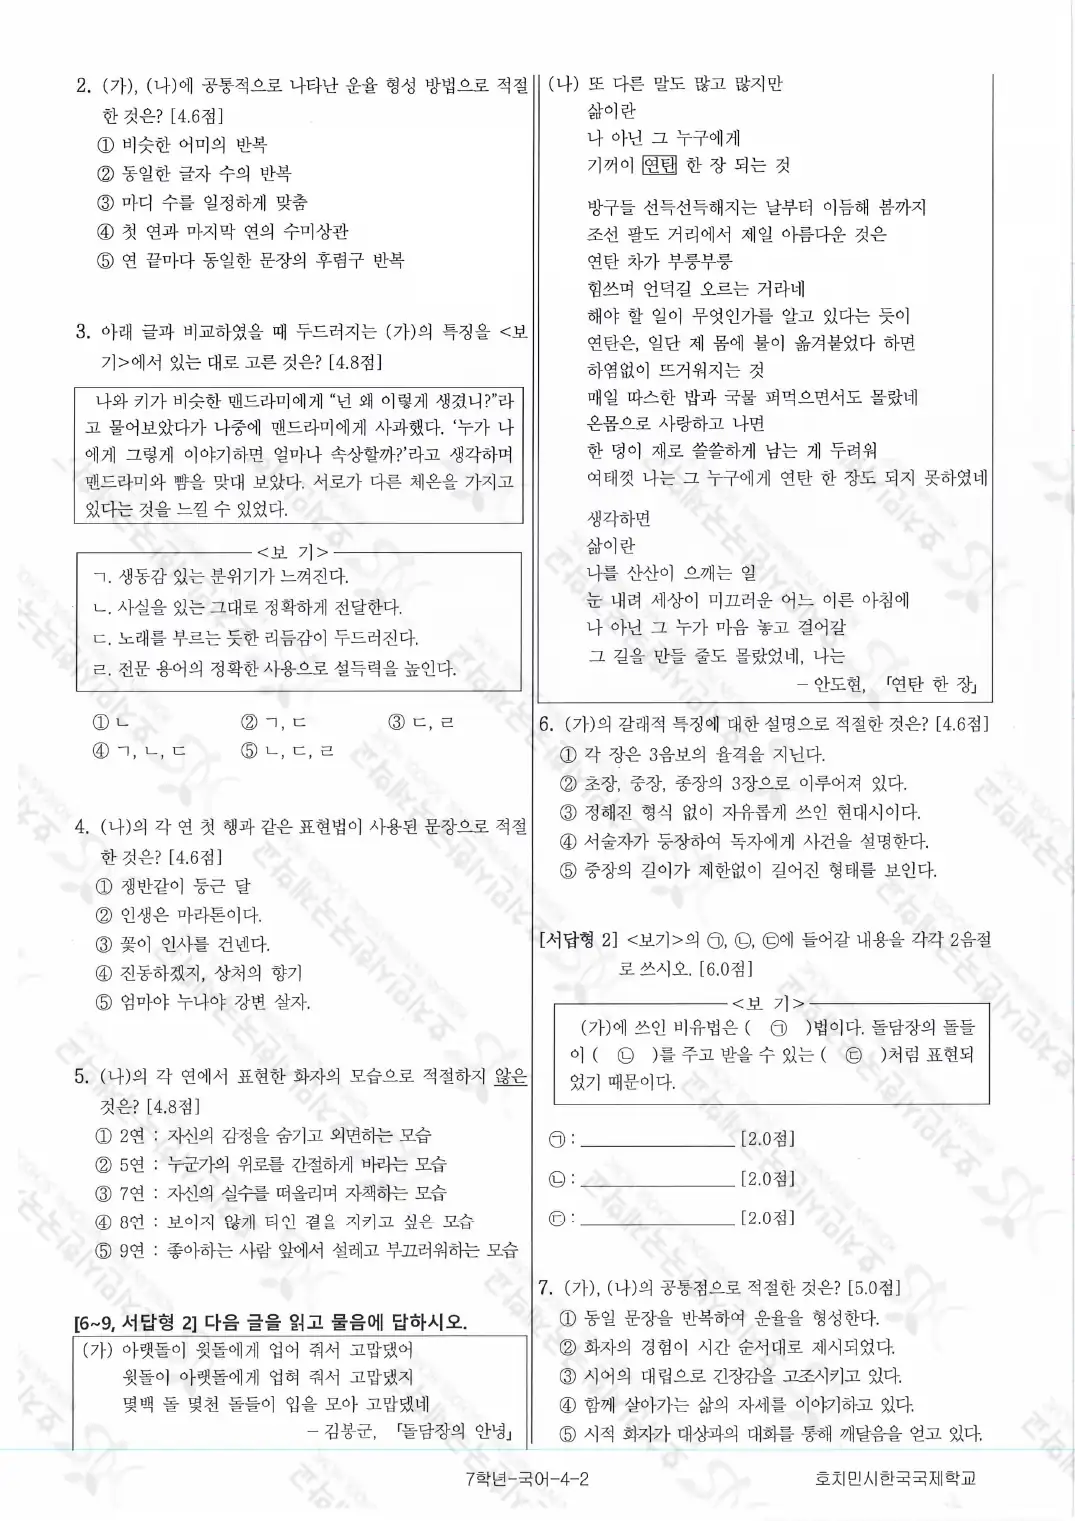 2. (가), (나)에 공통적으로 나타난 운율 형성 방법으로 적절
한 것은? [4.6점]
① 비슷한 어미의 반복
② 동일한 글자 수의 반복
③ 마디 수를 일정하게 맞춤
④ 첫 연과 마지막 연의 수미상관
⑤ 연 끝마다 동일한 문장의 후렴구 반복
3. 아래 글과 비교하였을 때 두드러지는 (가)의 특징을 <보
기>에서 있는 대로 고른 것은? [4.8점]
나와 키가 비슷한 맨드라미에게 “넌 왜 이렇게 생겼니?”라
고 물어보았다가 나중에 맨드라미에게 사과했다. ‘누가 나
에게 그렇게 이야기하면 얼마나 속상할까?’라고 생각하며
맨드라미와 뺨을 맞대 보았다. 서로가 다른 체온을 가지고
있다는 것을 느낄 수 있었다.
<보 기>
ㄱ. 생동감 있는 분위기가 느껴진다.
ㄴ. 사실을 있는 그대로 정확하게 전달한다.
ㄷ. 노래를 부르는 듯한 리듬감이 두드러진다.
ㄹ. 전문 용어의 정확한 사용으로 설득력을 높인다.
① ㄴ ② ㄱ, ㄷ ③ ㄷ, ㄹ
④ ㄱ, ㄴ, ㄷ ⑤ ㄴ, ㄷ, ㄹ
4. (나)의 각 연 첫 행과 같은 표현법이 사용된 문장으로 적절
한 것은? [4.6점]
① 쟁반같이 둥근 달
② 인생은 마라톤이다.
③ 꽃이 인사를 건넨다.
④ 진동하겠지, 상처의 향기
⑤ 엄마야 누나야 강변 살자.
5. (나)의 각 연에서 표현한 화자의 모습으로 적절하지 않은
것은? [4.8점]
① 2연 : 자신의 감정을 숨기고 외면하는 모습
② 5연 : 누군가의 위로를 간절하게 바라는 모습
③ 7연 : 자신의 실수를 떠올리며 자책하는 모습
④ 8연 : 보이지 않게 티인 결을 지키고 싶은 모습
⑤ 9연 : 좋아하는 사람 앞에서 설레고 부끄러워하는 모습
[6~9, 서답형 2] 다음 글을 읽고 물음에 답하시오.
(가) 아랫돌이 윗돌에게 업어 줘서 고맙댔어
윗돌이 아랫돌에게 업혀 줘서 고맙댔지
몇백 돌 몇천 돌들이 입을 모아 고맙댔네
- 김봉군, 「돌담장의 안녕」
(나) 또 다른 말도 많고 많지만
삶이란
나 아닌 그 누구에게
기꺼이 연탄 한 장 되는 것
방구들 선득선득해지는 날부터 이듬해 봄까지
조선 팔도 거리에서 제일 아름다운 것은
연탄 차가 부릉부릉
힘쓰며 언덕길 오르는 거라네
해야 할 일이 무엇인가를 알고 있다는 듯이
연탄은, 일단 제 몸에 불이 옮겨붙었다 하면
하염없이 뜨거워지는 것
매일 따스한 밥과 국물 퍼먹으면서도 몰랐네
온몸으로 사랑하고 나면
한 덩이 재로 쓸쓸하게 남는 게 두려워
여태껏 나는 그 누구에게 연탄 한 장도 되지 못하였네
생각하면
삶이란
나를 산산이 으깨는 일
눈 내려 세상이 미끄러운 어느 이른 아침에
나 아닌 그 누가 마음 놓고 걸어갈
그 길을 만들 줄도 몰랐었네, 나는
- 안도현, 「연탄 한 장」
6. (가)의 갈래적 특징에 대한 설명으로 적절한 것은? [4.6점]
① 각 장은 3음보의 율격을 지닌다.
② 초장, 중장, 종장의 3장으로 이루어져 있다.
③ 정해진 형식 없이 자유롭게 쓰인 현대시이다.
④ 서술자가 등장하여 독자에게 사건을 설명한다.
⑤ 중장의 길이가 제한없이 길어진 형태를 보인다.
[서답형 2] <보기>의 ㉠, ㉡, ㉢에 들어갈 내용을 각각 2음절
로 쓰시오. [6.0점]
<보 기>
(가)에 쓰인 비유법은 ( ㉠ )법이다. 돌담장의 돌들
이 ( ㉡ )를 주고 받을 수 있는 ( ㉢ )처럼 표현되
었기 때문이다.
㉠ : [2.0점]
㉡ : [2.0점]
㉢ : [2.0점]
7. (가), (나)의 공통점으로 적절한 것은? [5.0점]
① 동일 문장을 반복하여 운율을 형성한다.
② 화자의 경험이 시간 순서대로 제시되었다.
③ 시어의 대립으로 긴장감을 고조시키고 있다.
④ 함께 살아가는 삶의 자세를 이야기하고 있다.
⑤ 시적 화자가 대상과의 대화를 통해 깨달음을 얻고 있다.
7학년-국어-4-2
호치민시한국국제학교